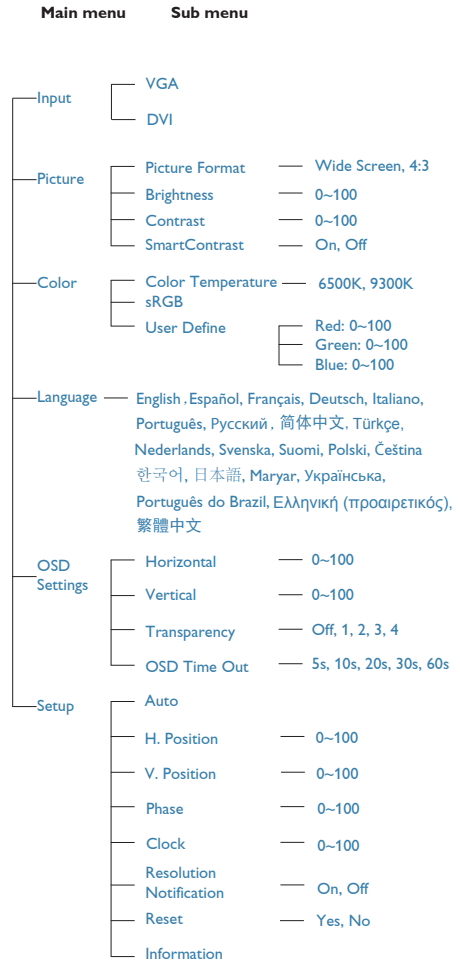 Main menu Sub menu
Input
VGA
DVI
Picture
Picture Format Wide Screen, 4:3
Brightness 0~100
Contrast 0~100
SmartContrast On, Off
Color
Color Temperature 6500K, 9300K
sRGB
User Define Red: 0~100
Green: 0~100
Blue: 0~100
Language English , Español, Français, Deutsch, Italiano,
Português, Русский , 简体中文, Türkçe,
Nederlands, Svenska, Suomi, Polski, Čeština
한국어, 日本語, Maryar, Українська,
Português do Brazil, Ελληνική (προαιρετικός),
繁體中文
OSD
Settings
Horizontal 0~100
Vertical 0~100
Transparency Off, 1, 2, 3, 4
OSD Time Out 5s, 10s, 20s, 30s, 60s
Setup
Auto
H. Position 0~100
V. Position 0~100
Phase 0~100
Clock 0~100
Resolution
Notification On, Off
Reset Yes, No
Information